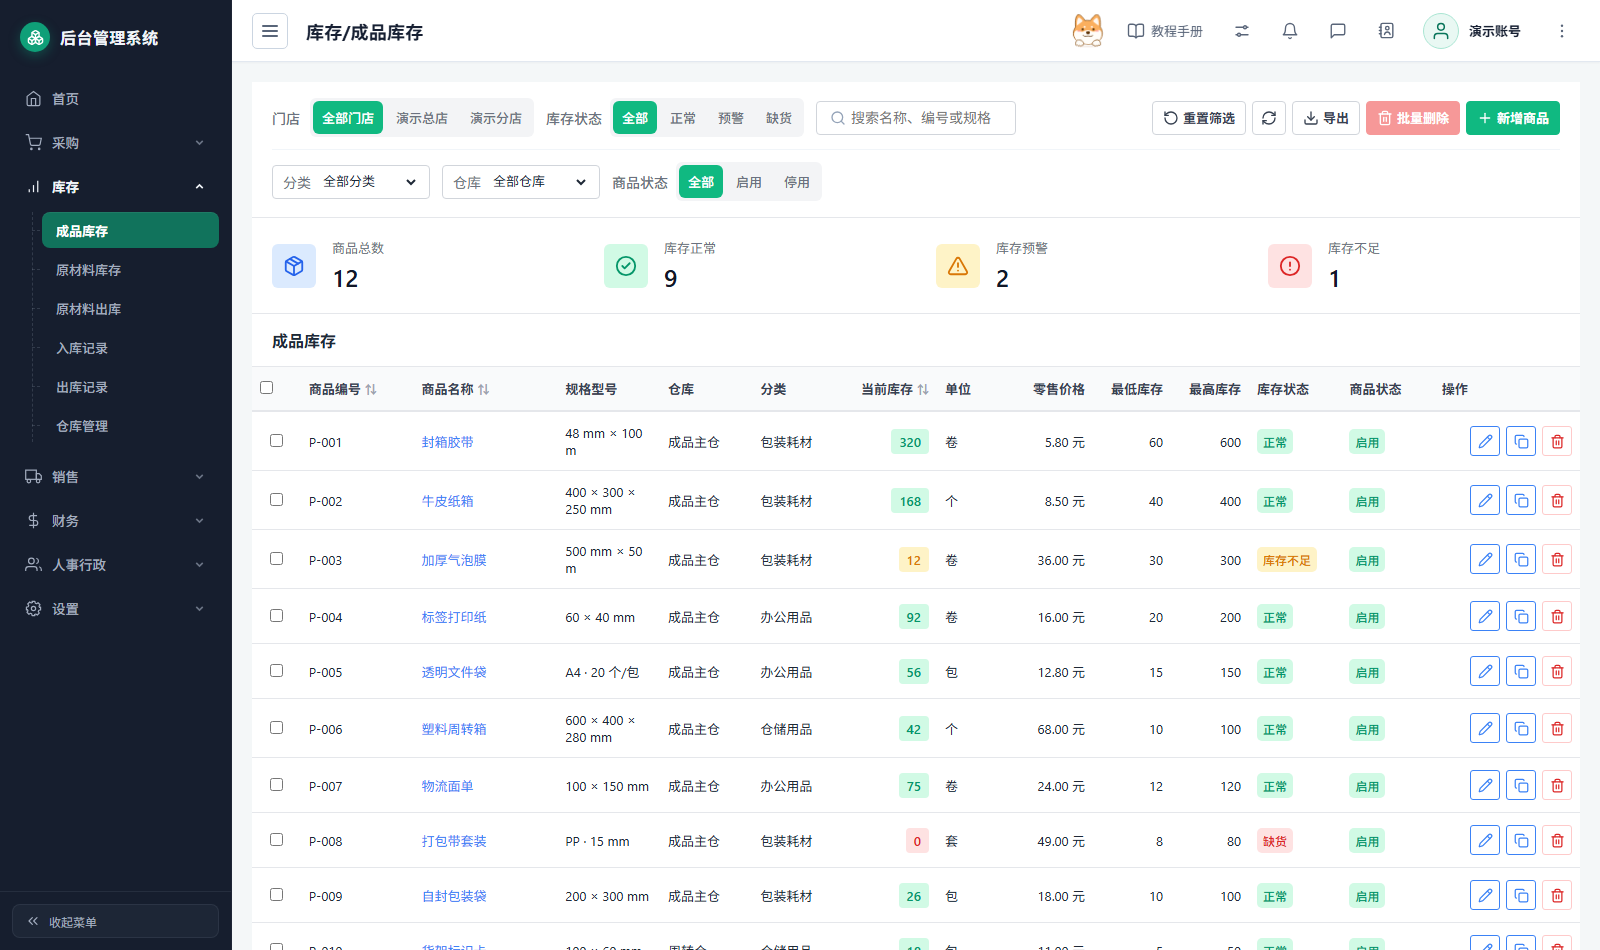 后台管理系统
首页
采购
库存
成品库存
原材料库存
原材料出库
入库记录
出库记录
仓库管理
销售
财务
人事行政
设置
收起菜单
库存/成品库存
教程手册
演示账号
门店 全部门店 演示总店 演示分店 库存状态 全部 正常 预警 缺货 搜索名称、编号或规格 重置筛选 导出 批量删除 新增商品
分类 全部分类 仓库 全部仓库 商品状态 全部 启用 停用
商品总数 库存正常 库存预警 库存不足
12 9 2 1
成品库存
商品编号 商品名称 规格型号 仓库 分类 当前库存 单位 零售价格 最低库存 最高库存 库存状态 商品状态 操作
P-001 封箱胶带 48 mm × 100 m 成品主仓 包装耗材 320 卷 5.80 元 60 600 正常 启用
P-002 牛皮纸箱 400 × 300 × 250 mm 成品主仓 包装耗材 168 个 8.50 元 40 400 正常 启用
P-003 加厚气泡膜 500 mm × 50 m 成品主仓 包装耗材 12 卷 36.00 元 30 300 库存不足 启用
P-004 标签打印纸 60 × 40 mm 成品主仓 办公用品 92 卷 16.00 元 20 200 正常 启用
P-005 透明文件袋 A4 · 20 个/包 成品主仓 办公用品 56 包 12.80 元 15 150 正常 启用
P-006 塑料周转箱 600 × 400 × 280 mm 成品主仓 仓储用品 42 个 68.00 元 10 100 正常 启用
P-007 物流面单 100 × 150 mm 成品主仓 办公用品 75 卷 24.00 元 12 120 正常 启用
P-008 打包带套装 PP · 15 mm 成品主仓 包装耗材 0 套 49.00 元 8 80 缺货 启用
P-009 自封包装袋 200 × 300 mm 成品主仓 包装耗材 26 包 18.00 元 10 100 正常 启用